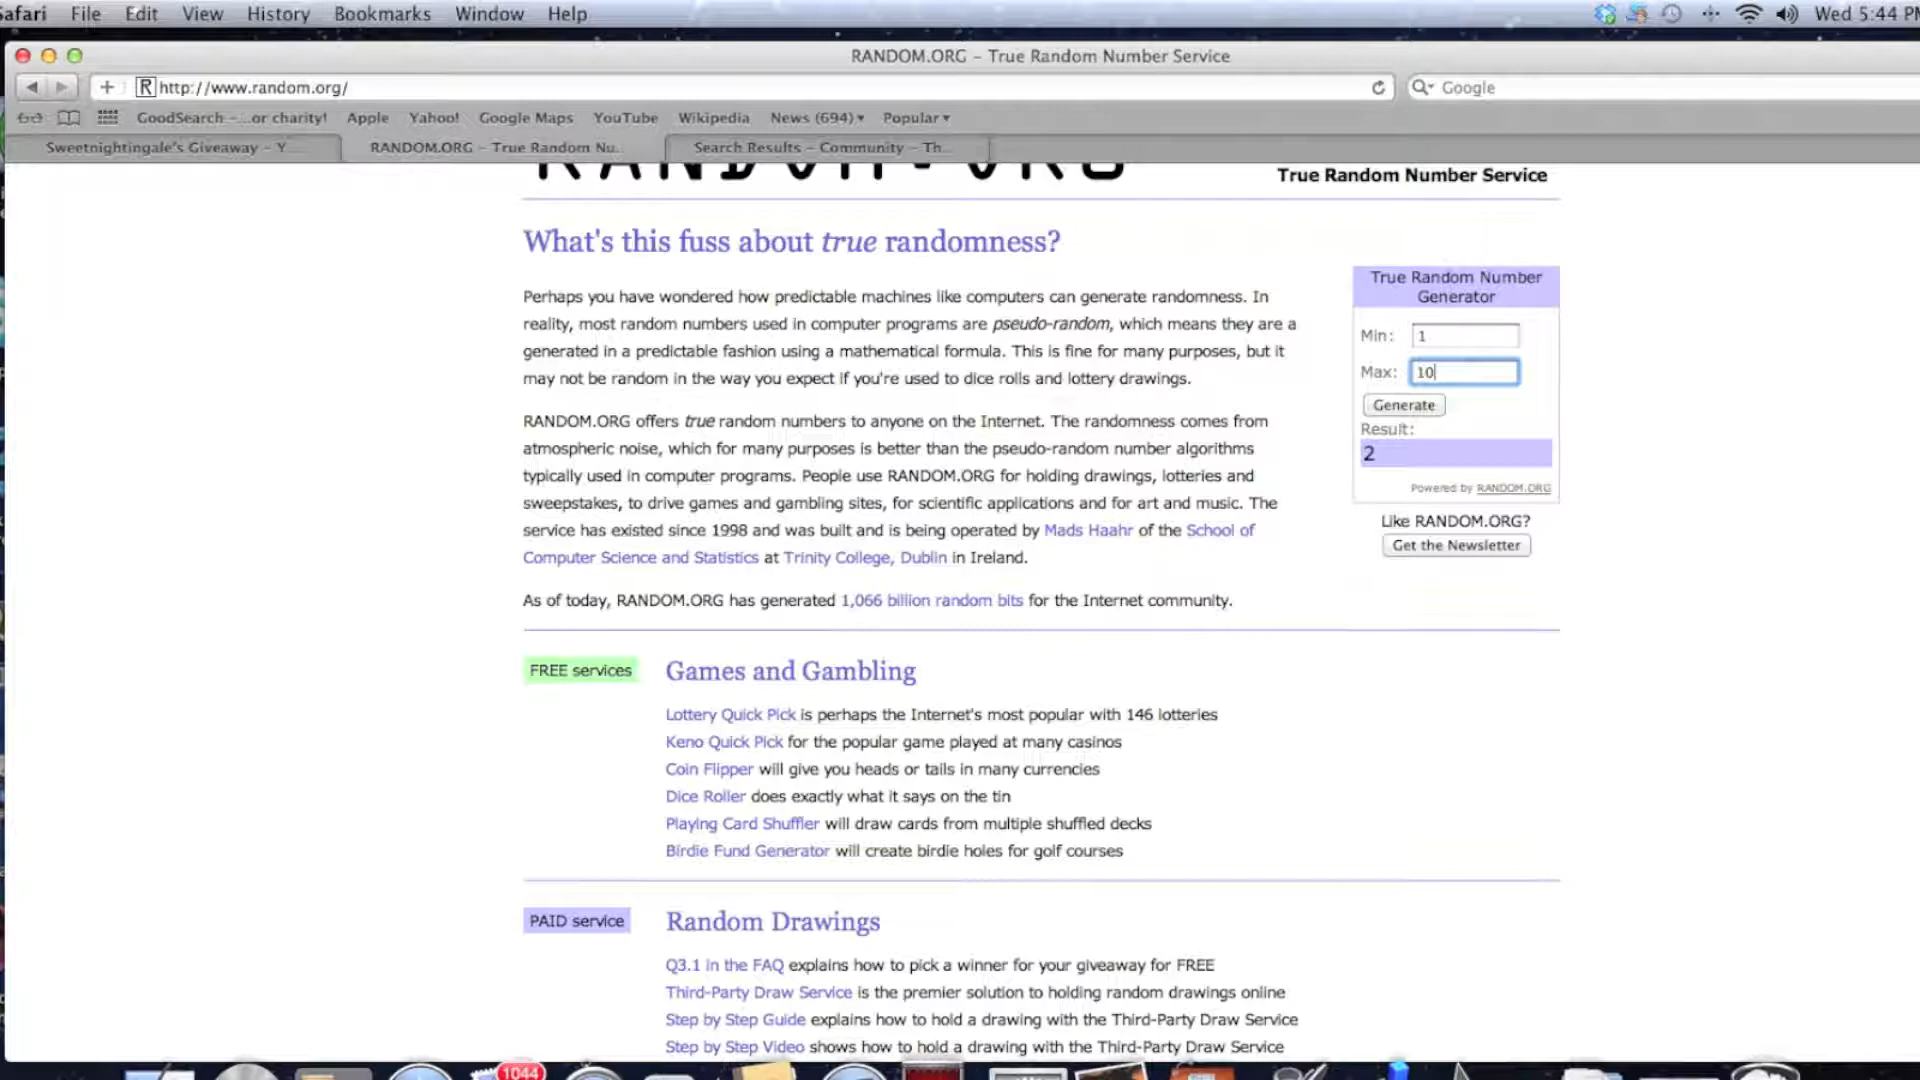 Safari File Edit View History Bookmarks Window Help Wed 5:44 PM
RANDOM.ORG – True Random Number Service
http://www.random.org/ Google
GoodSearch – ...or charity! Apple Yahoo! Google Maps YouTube Wikipedia News (694)▾ Popular▾
Sweetnightingale's Giveaway – Y... RANDOM.ORG – True Random Nu... Search Results – Community – Th...
RANDOM.ORG
True Random Number Service
What's this fuss about true randomness?
Perhaps you have wondered how predictable machines like computers can generate randomness. In
reality, most random numbers used in computer programs are pseudo-random, which means they are a
generated in a predictable fashion using a mathematical formula. This is fine for many purposes, but it
may not be random in the way you expect if you're used to dice rolls and lottery drawings.
RANDOM.ORG offers true random numbers to anyone on the Internet. The randomness comes from
atmospheric noise, which for many purposes is better than the pseudo-random number algorithms
typically used in computer programs. People use RANDOM.ORG for holding drawings, lotteries and
sweepstakes, to drive games and gambling sites, for scientific applications and for art and music. The
service has existed since 1998 and was built and is being operated by Mads Haahr of the School of
Computer Science and Statistics at Trinity College, Dublin in Ireland.
As of today, RANDOM.ORG has generated 1,066 billion random bits for the Internet community.
True Random Number
Generator
Min: 1
Max: 10
Generate
Result:
2
Powered by RANDOM.ORG
Like RANDOM.ORG?
Get the Newsletter
FREE services
Games and Gambling
Lottery Quick Pick is perhaps the Internet's most popular with 146 lotteries
Keno Quick Pick for the popular game played at many casinos
Coin Flipper will give you heads or tails in many currencies
Dice Roller does exactly what it says on the tin
Playing Card Shuffler will draw cards from multiple shuffled decks
Birdie Fund Generator will create birdie holes for golf courses
PAID service
Random Drawings
Q3.1 in the FAQ explains how to pick a winner for your giveaway for FREE
Third-Party Draw Service is the premier solution to holding random drawings online
Step by Step Guide explains how to hold a drawing with the Third-Party Draw Service
Step by Step Video shows how to hold a drawing with the Third-Party Draw Service
1044